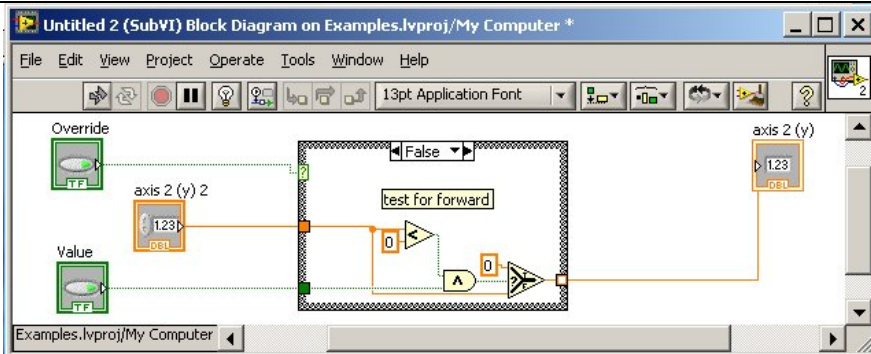 Untitled 2 (SubVI) Block Diagram on Examples.lvproj/My Computer *
File Edit View Project Operate Tools Window Help
13pt Application Font
2
Override
TF
axis 2 (y) 2
1.23
DBL
Value
TF
False
?
test for forward
0
<
0
^
?
axis 2 (y)
1.23
DBL
Examples.lvproj/My Computer